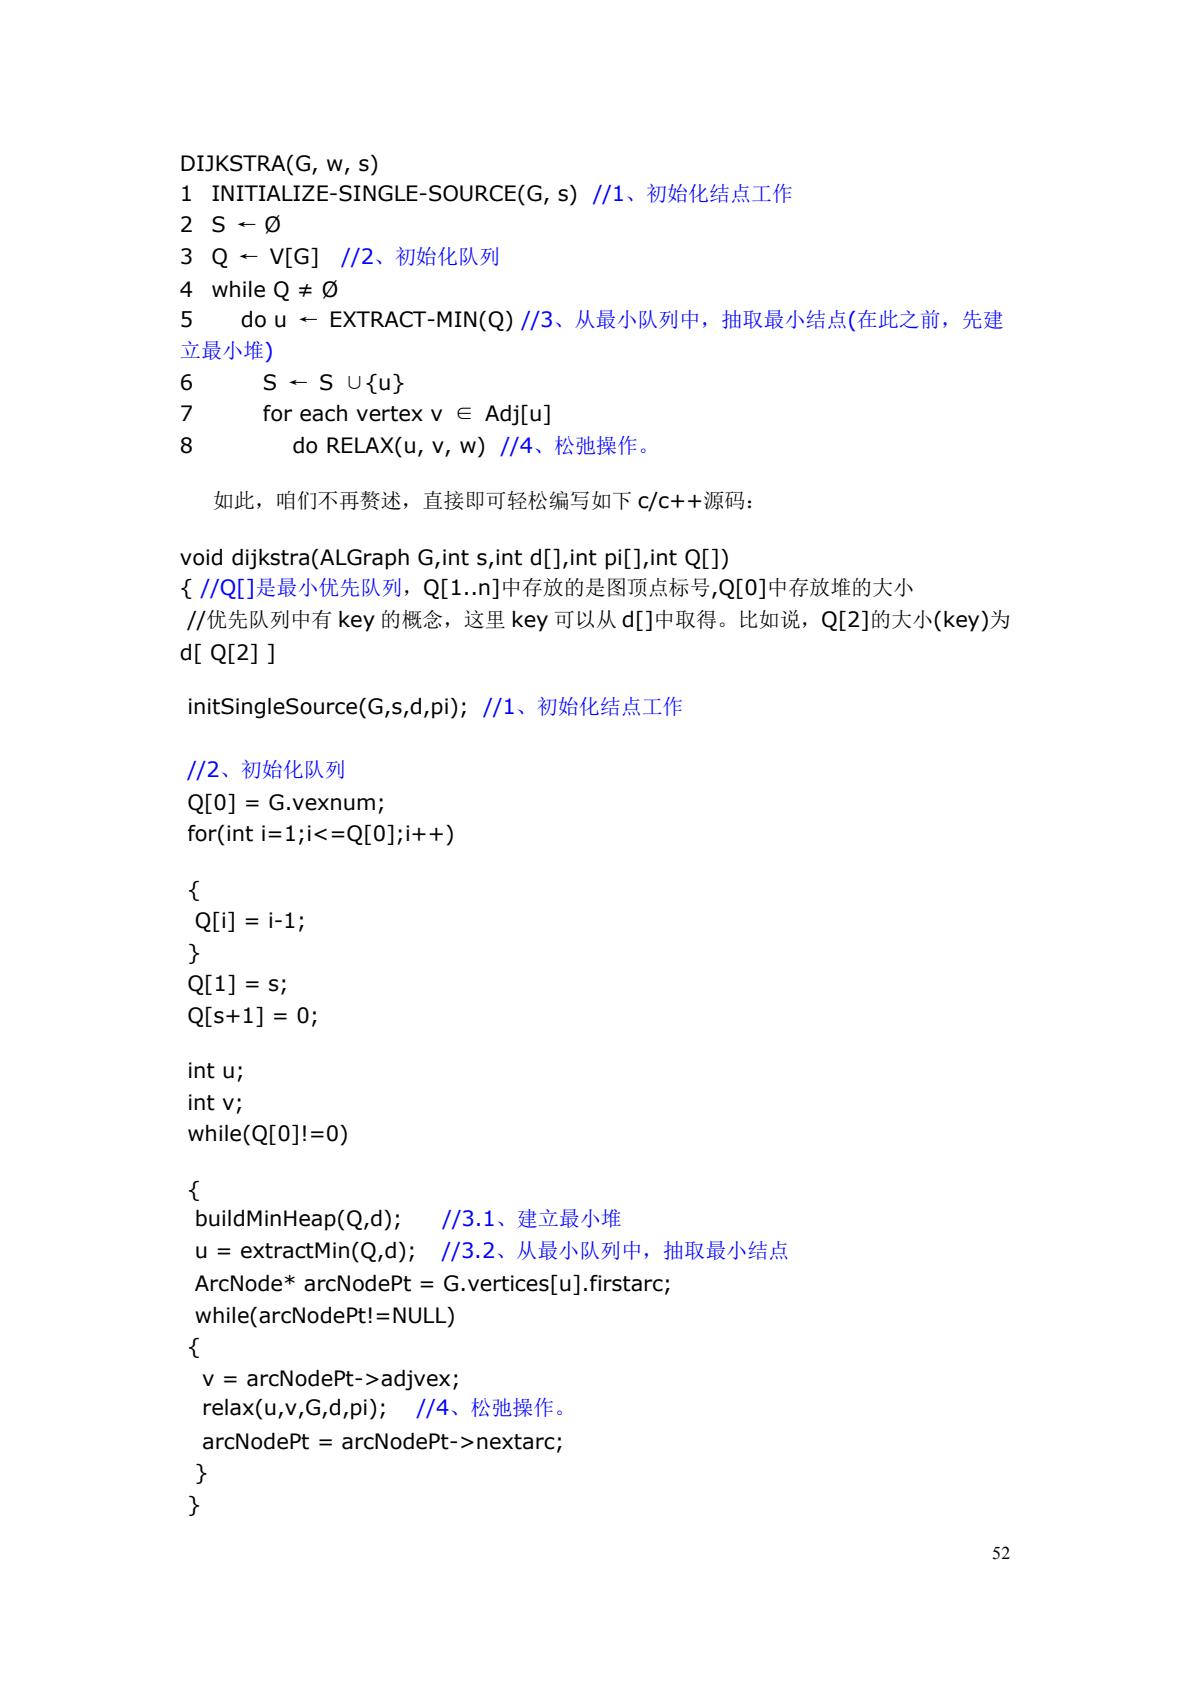 DIJKSTRA(G, w, s)
1 INITIALIZE-SINGLE-SOURCE(G, s) //1、初始化结点工作
2 S ← Ø
3 Q ← V[G] //2、初始化队列
4 while Q ≠ Ø
5 do u ← EXTRACT-MIN(Q) //3、从最小队列中，抽取最小结点(在此之前，先建
立最小堆)
6 S ← S ∪{u}
7 for each vertex v ∈ Adj[u]
8 do RELAX(u, v, w) //4、松弛操作。
如此，咱们不再赘述，直接即可轻松编写如下 c/c++源码：
void dijkstra(ALGraph G,int s,int d[],int pi[],int Q[])
{ //Q[]是最小优先队列，Q[1..n]中存放的是图顶点标号,Q[0]中存放堆的大小
//优先队列中有 key 的概念，这里 key 可以从 d[]中取得。比如说，Q[2]的大小(key)为
d[ Q[2] ]
initSingleSource(G,s,d,pi); //1、初始化结点工作
//2、初始化队列
Q[0] = G.vexnum;
for(int i=1;i<=Q[0];i++)
{
Q[i] = i-1;
}
Q[1] = s;
Q[s+1] = 0;
int u;
int v;
while(Q[0]!=0)
{
buildMinHeap(Q,d); //3.1、建立最小堆
u = extractMin(Q,d); //3.2、从最小队列中，抽取最小结点
ArcNode* arcNodePt = G.vertices[u].firstarc;
while(arcNodePt!=NULL)
{
v = arcNodePt->adjvex;
relax(u,v,G,d,pi); //4、松弛操作。
arcNodePt = arcNodePt->nextarc;
}
}
52